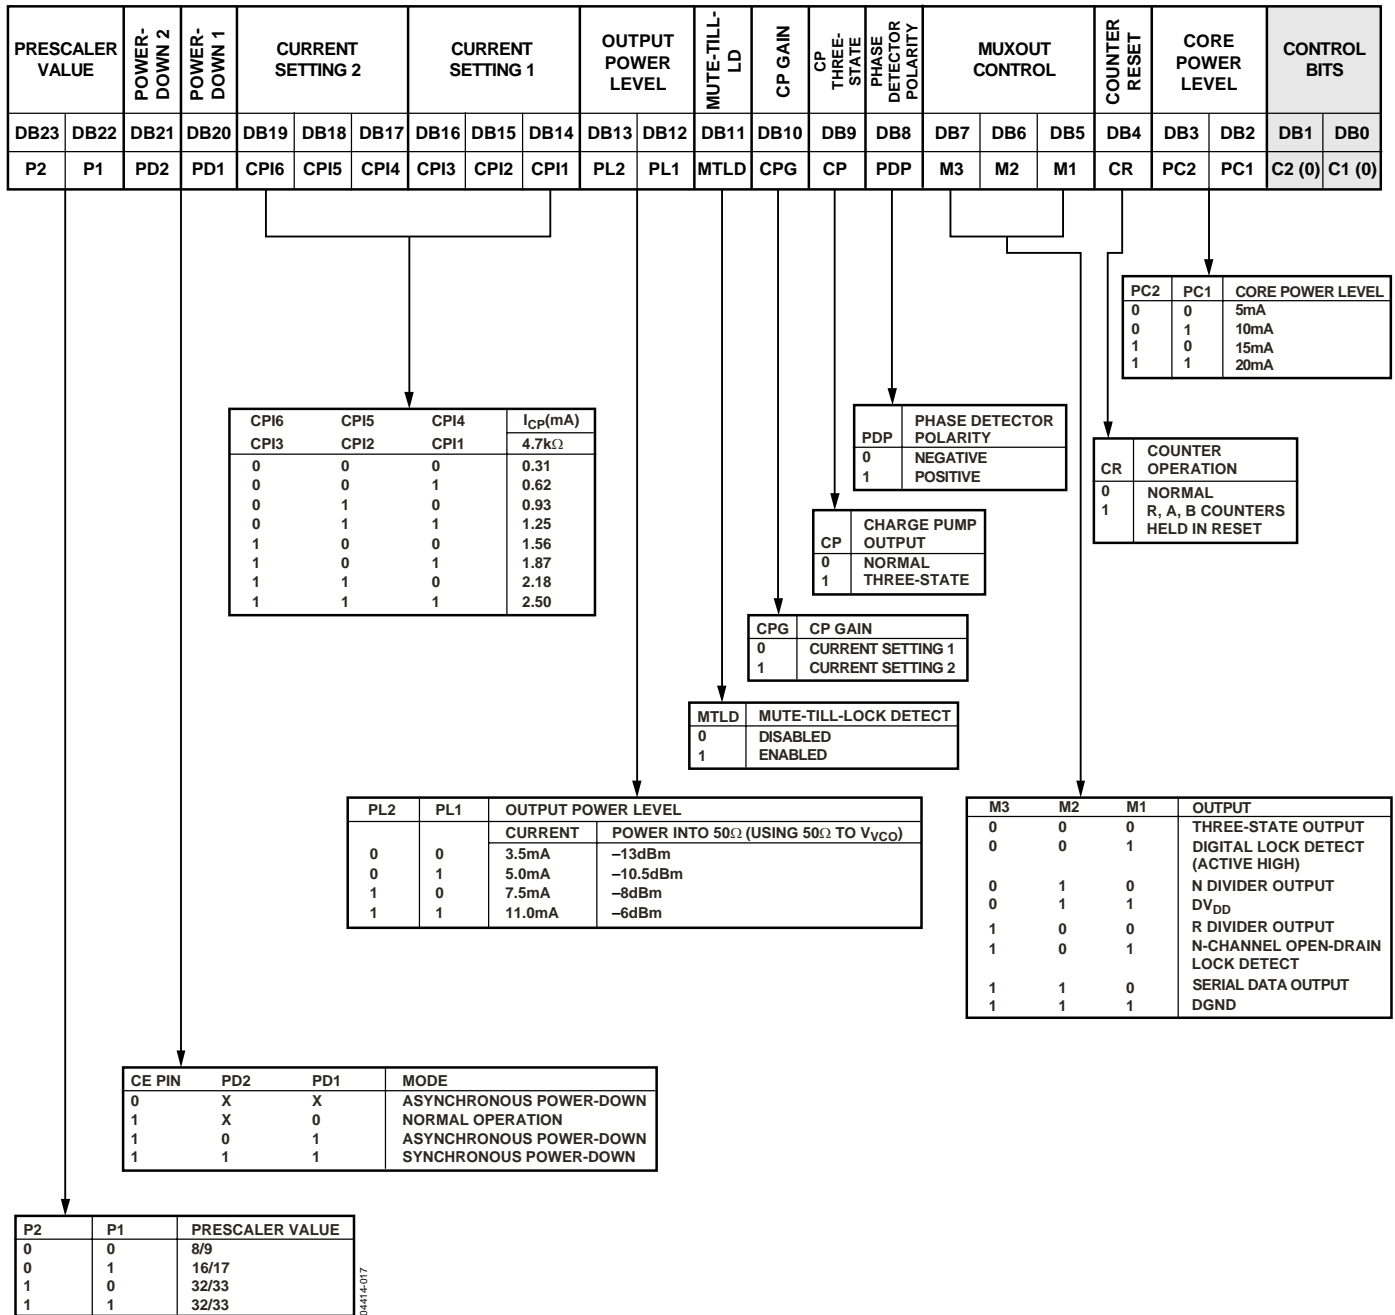 PRESCALER VALUE
POWER-DOWN 2
POWER-DOWN 1
CURRENT SETTING 2
CURRENT SETTING 1
OUTPUT POWER LEVEL
MUTE-TILL-LD
CP GAIN
CP THREE-STATE
PHASE DETECTOR POLARITY
MUXOUT CONTROL
COUNTER RESET
CORE POWER LEVEL
CONTROL BITS
DB23 DB22 DB21 DB20 DB19 DB18 DB17 DB16 DB15 DB14 DB13 DB12 DB11 DB10 DB9 DB8 DB7 DB6 DB5 DB4 DB3 DB2 DB1 DB0
P2 P1 PD2 PD1 CPI6 CPI5 CPI4 CPI3 CPI2 CPI1 PL2 PL1 MTLD CPG CP PDP M3 M2 M1 CR PC2 PC1 C2 (0) C1 (0)
PC2 PC1 CORE POWER LEVEL
0 0 5mA
0 1 10mA
1 0 15mA
1 1 20mA
CPI6 CPI5 CPI4 ICP(mA)
CPI3 CPI2 CPI1 4.7kΩ
0 0 0 0.31
0 0 1 0.62
0 1 0 0.93
0 1 1 1.25
1 0 0 1.56
1 0 1 1.87
1 1 0 2.18
1 1 1 2.50
PHASE DETECTOR
PDP POLARITY
0 NEGATIVE
1 POSITIVE
COUNTER
CR OPERATION
0 NORMAL
1 R, A, B COUNTERS
HELD IN RESET
CHARGE PUMP
CP OUTPUT
0 NORMAL
1 THREE-STATE
CPG CP GAIN
0 CURRENT SETTING 1
1 CURRENT SETTING 2
MTLD MUTE-TILL-LOCK DETECT
0 DISABLED
1 ENABLED
PL2 PL1 OUTPUT POWER LEVEL
CURRENT POWER INTO 50Ω (USING 50Ω TO VVCO)
0 0 3.5mA –13dBm
0 1 5.0mA –10.5dBm
1 0 7.5mA –8dBm
1 1 11.0mA –6dBm
M3 M2 M1 OUTPUT
0 0 0 THREE-STATE OUTPUT
0 0 1 DIGITAL LOCK DETECT
(ACTIVE HIGH)
0 1 0 N DIVIDER OUTPUT
0 1 1 DVDD
1 0 0 R DIVIDER OUTPUT
1 0 1 N-CHANNEL OPEN-DRAIN
LOCK DETECT
1 1 0 SERIAL DATA OUTPUT
1 1 1 DGND
CE PIN PD2 PD1 MODE
0 X X ASYNCHRONOUS POWER-DOWN
1 X 0 NORMAL OPERATION
1 0 1 ASYNCHRONOUS POWER-DOWN
1 1 1 SYNCHRONOUS POWER-DOWN
P2 P1 PRESCALER VALUE
0 0 8/9
0 1 16/17
1 0 32/33
1 1 32/33
04414-017